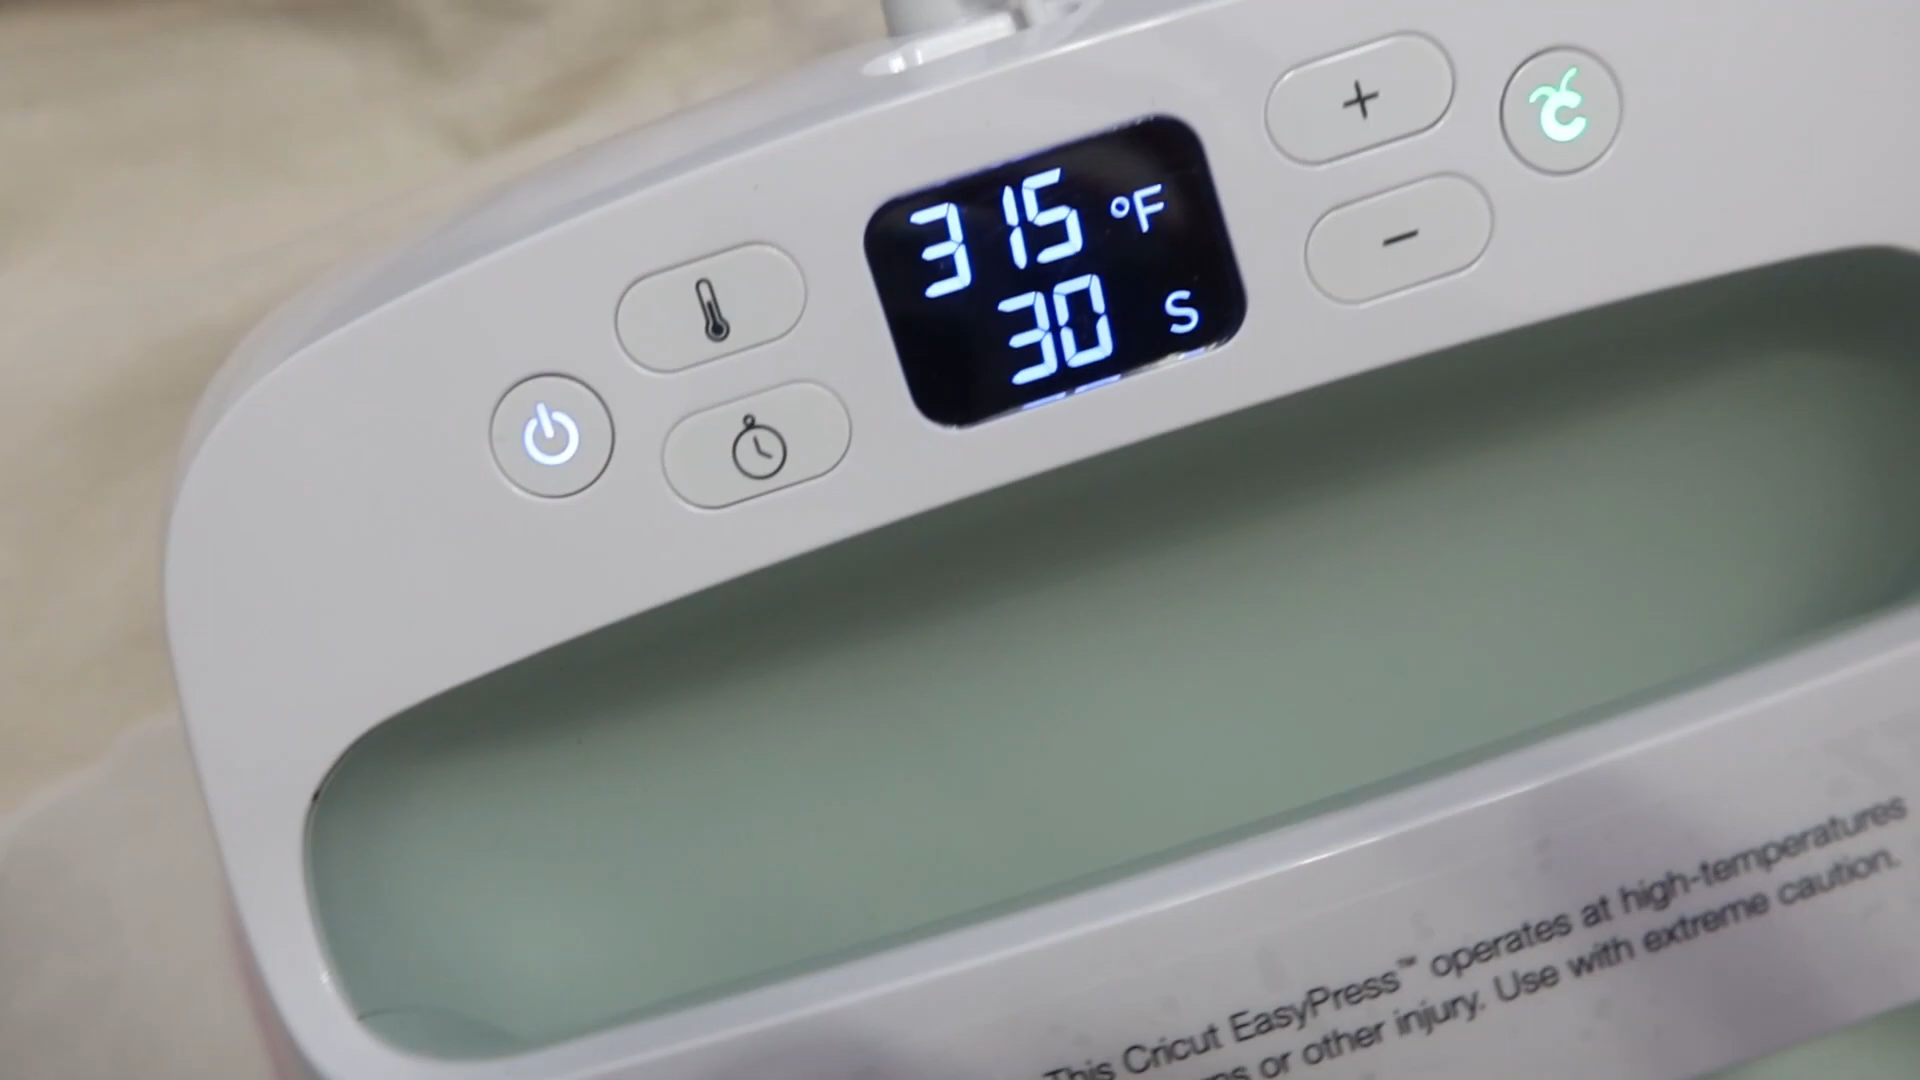 315 °F
30 S
+
-
This Cricut EasyPress™ operates at high-temperatures
or other injury. Use with extreme caution.